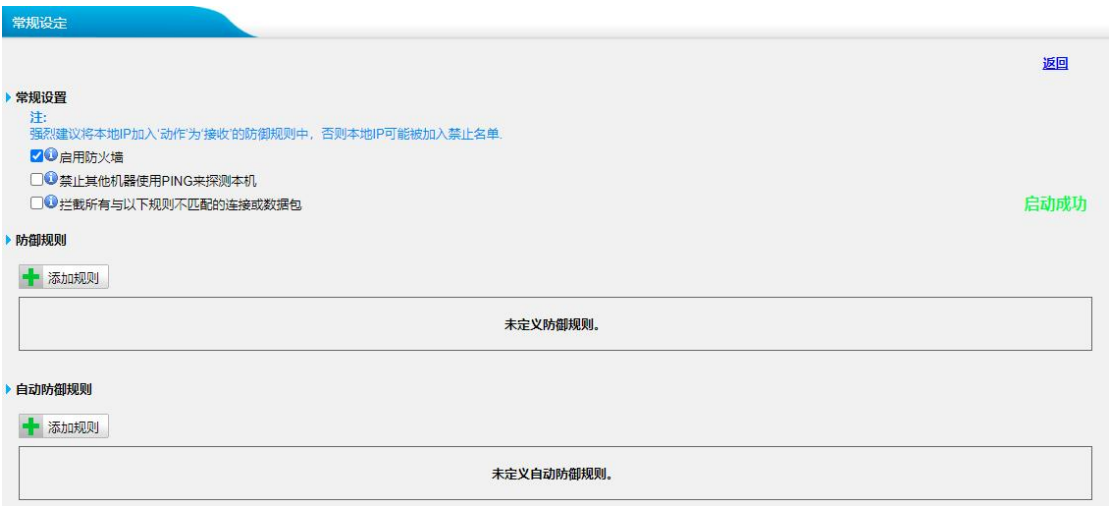 常规设定
返回
常规设置
注:
强烈建议将本地IP加入'动作'为'接收'的防御规则中，否则本地IP可能被加入禁止名单.
启用防火墙
禁止其他机器使用PING来探测本机
拦截所有与以下规则不匹配的连接或数据包
启动成功
防御规则
添加规则
未定义防御规则。
自动防御规则
添加规则
未定义自动防御规则。